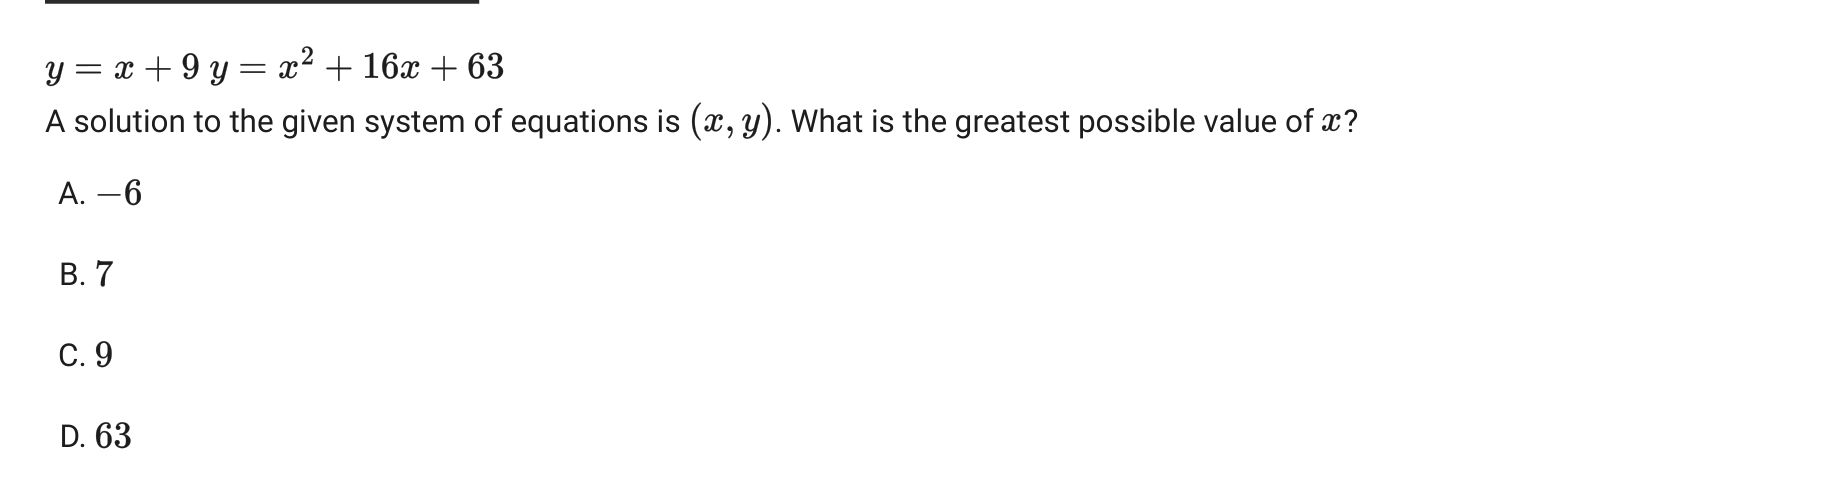 y = x + 9 y = x² + 16x + 63
A solution to the given system of equations is (x, y). What is the greatest possible value of x?
A. −6
B. 7
C. 9
D. 63